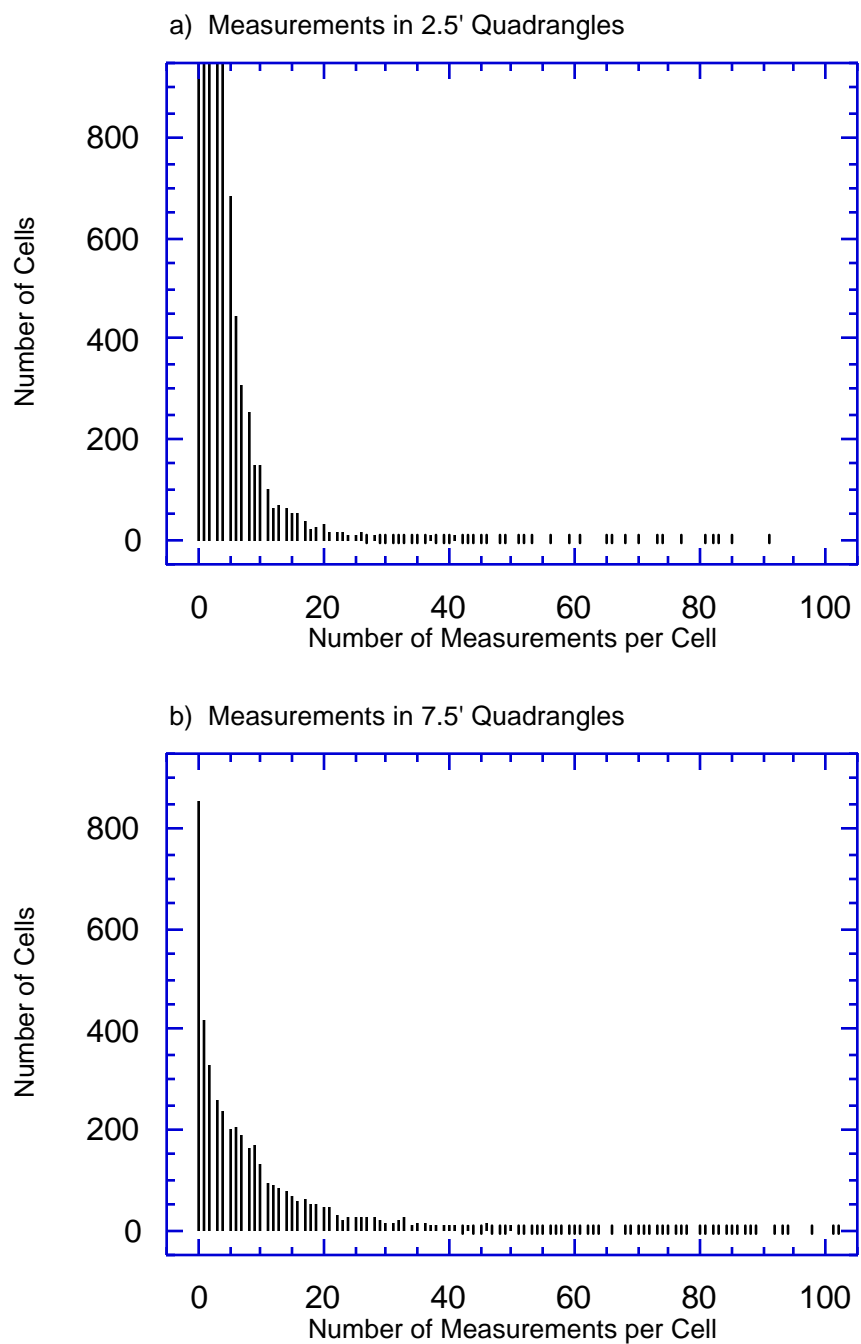 a) Measurements in 2.5' Quadrangles
Number of Cells
800
600
400
200
0
0 20 40 60 80 100
Number of Measurements per Cell
b) Measurements in 7.5' Quadrangles
Number of Cells
800
600
400
200
0
0 20 40 60 80 100
Number of Measurements per Cell